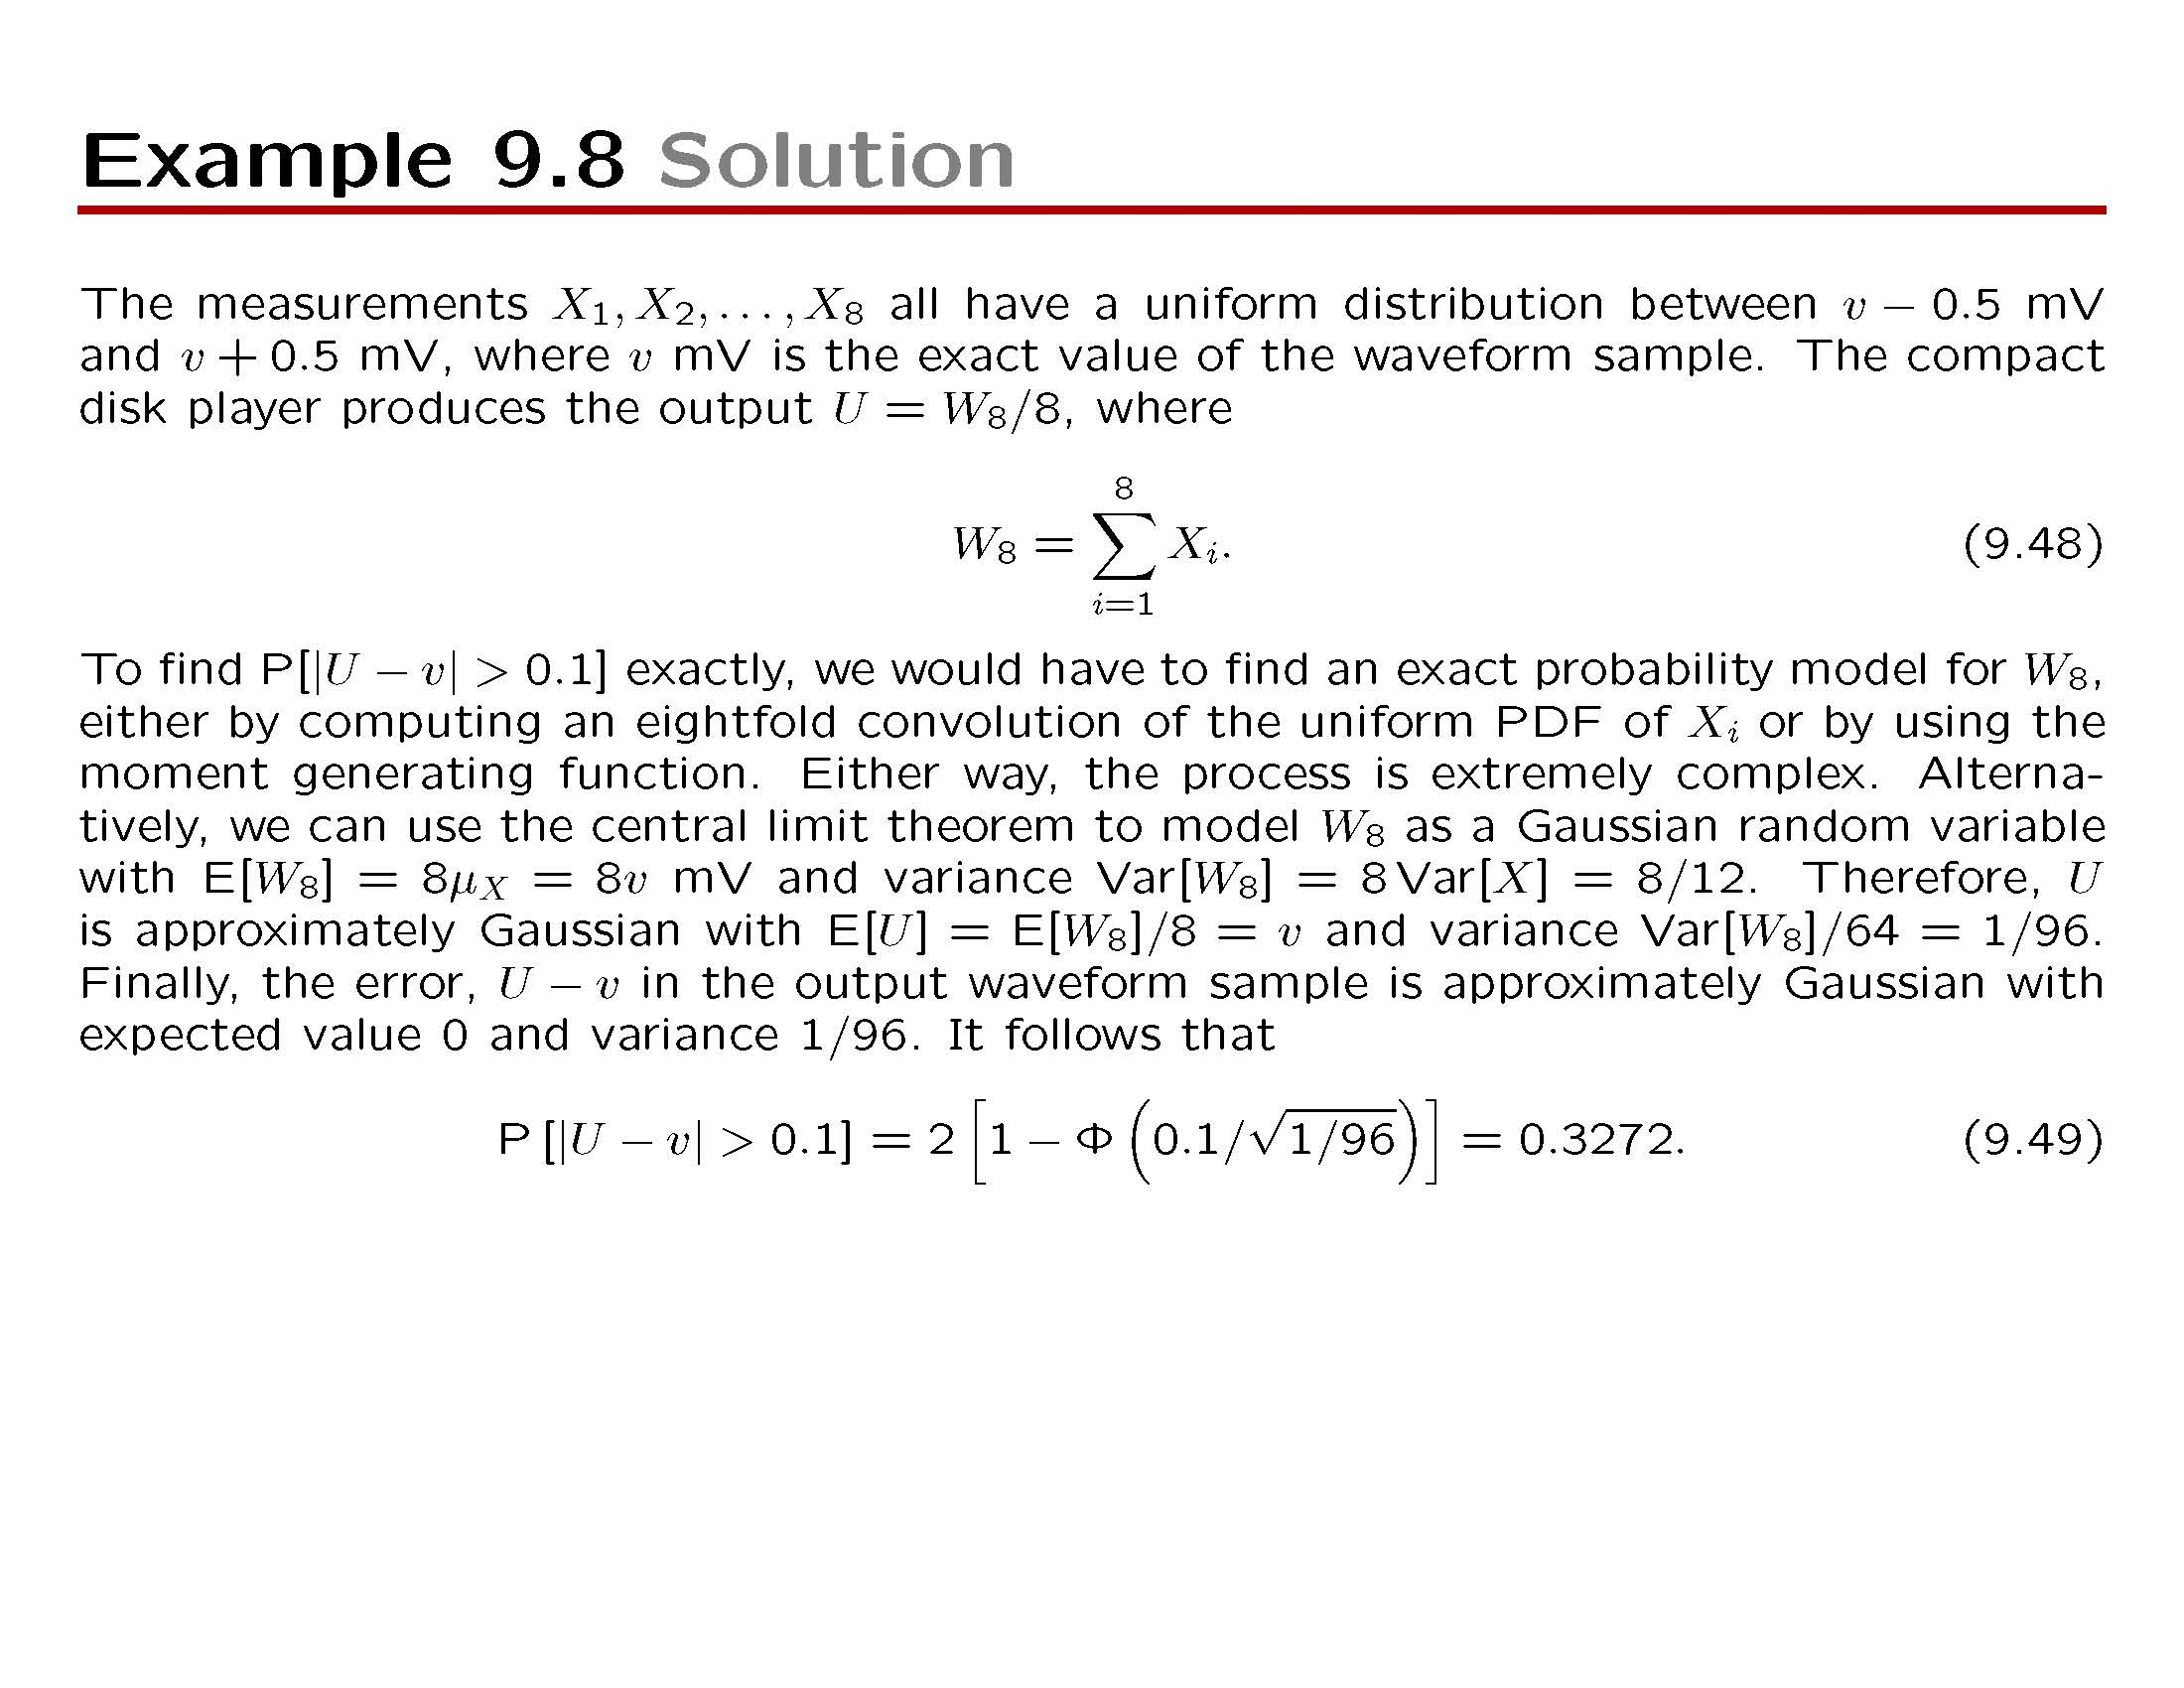 Example 9.8 Solution
The measurements X₁, X₂, . . . , X₈ all have a uniform distribution between v − 0.5 mV
and v + 0.5 mV, where v mV is the exact value of the waveform sample. The compact
disk player produces the output U = W₈/8, where
W₈ = ∑_{i=1}^{8} Xᵢ. (9.48)
To find P[|U − v| > 0.1] exactly, we would have to find an exact probability model for W₈,
either by computing an eightfold convolution of the uniform PDF of Xᵢ or by using the
moment generating function. Either way, the process is extremely complex. Alterna-
tively, we can use the central limit theorem to model W₈ as a Gaussian random variable
with E[W₈] = 8μ_X = 8v mV and variance Var[W₈] = 8 Var[X] = 8/12. Therefore, U
is approximately Gaussian with E[U] = E[W₈]/8 = v and variance Var[W₈]/64 = 1/96.
Finally, the error, U − v in the output waveform sample is approximately Gaussian with
expected value 0 and variance 1/96. It follows that
P [|U − v| > 0.1] = 2 [1 − Φ (0.1/√(1/96))] = 0.3272. (9.49)